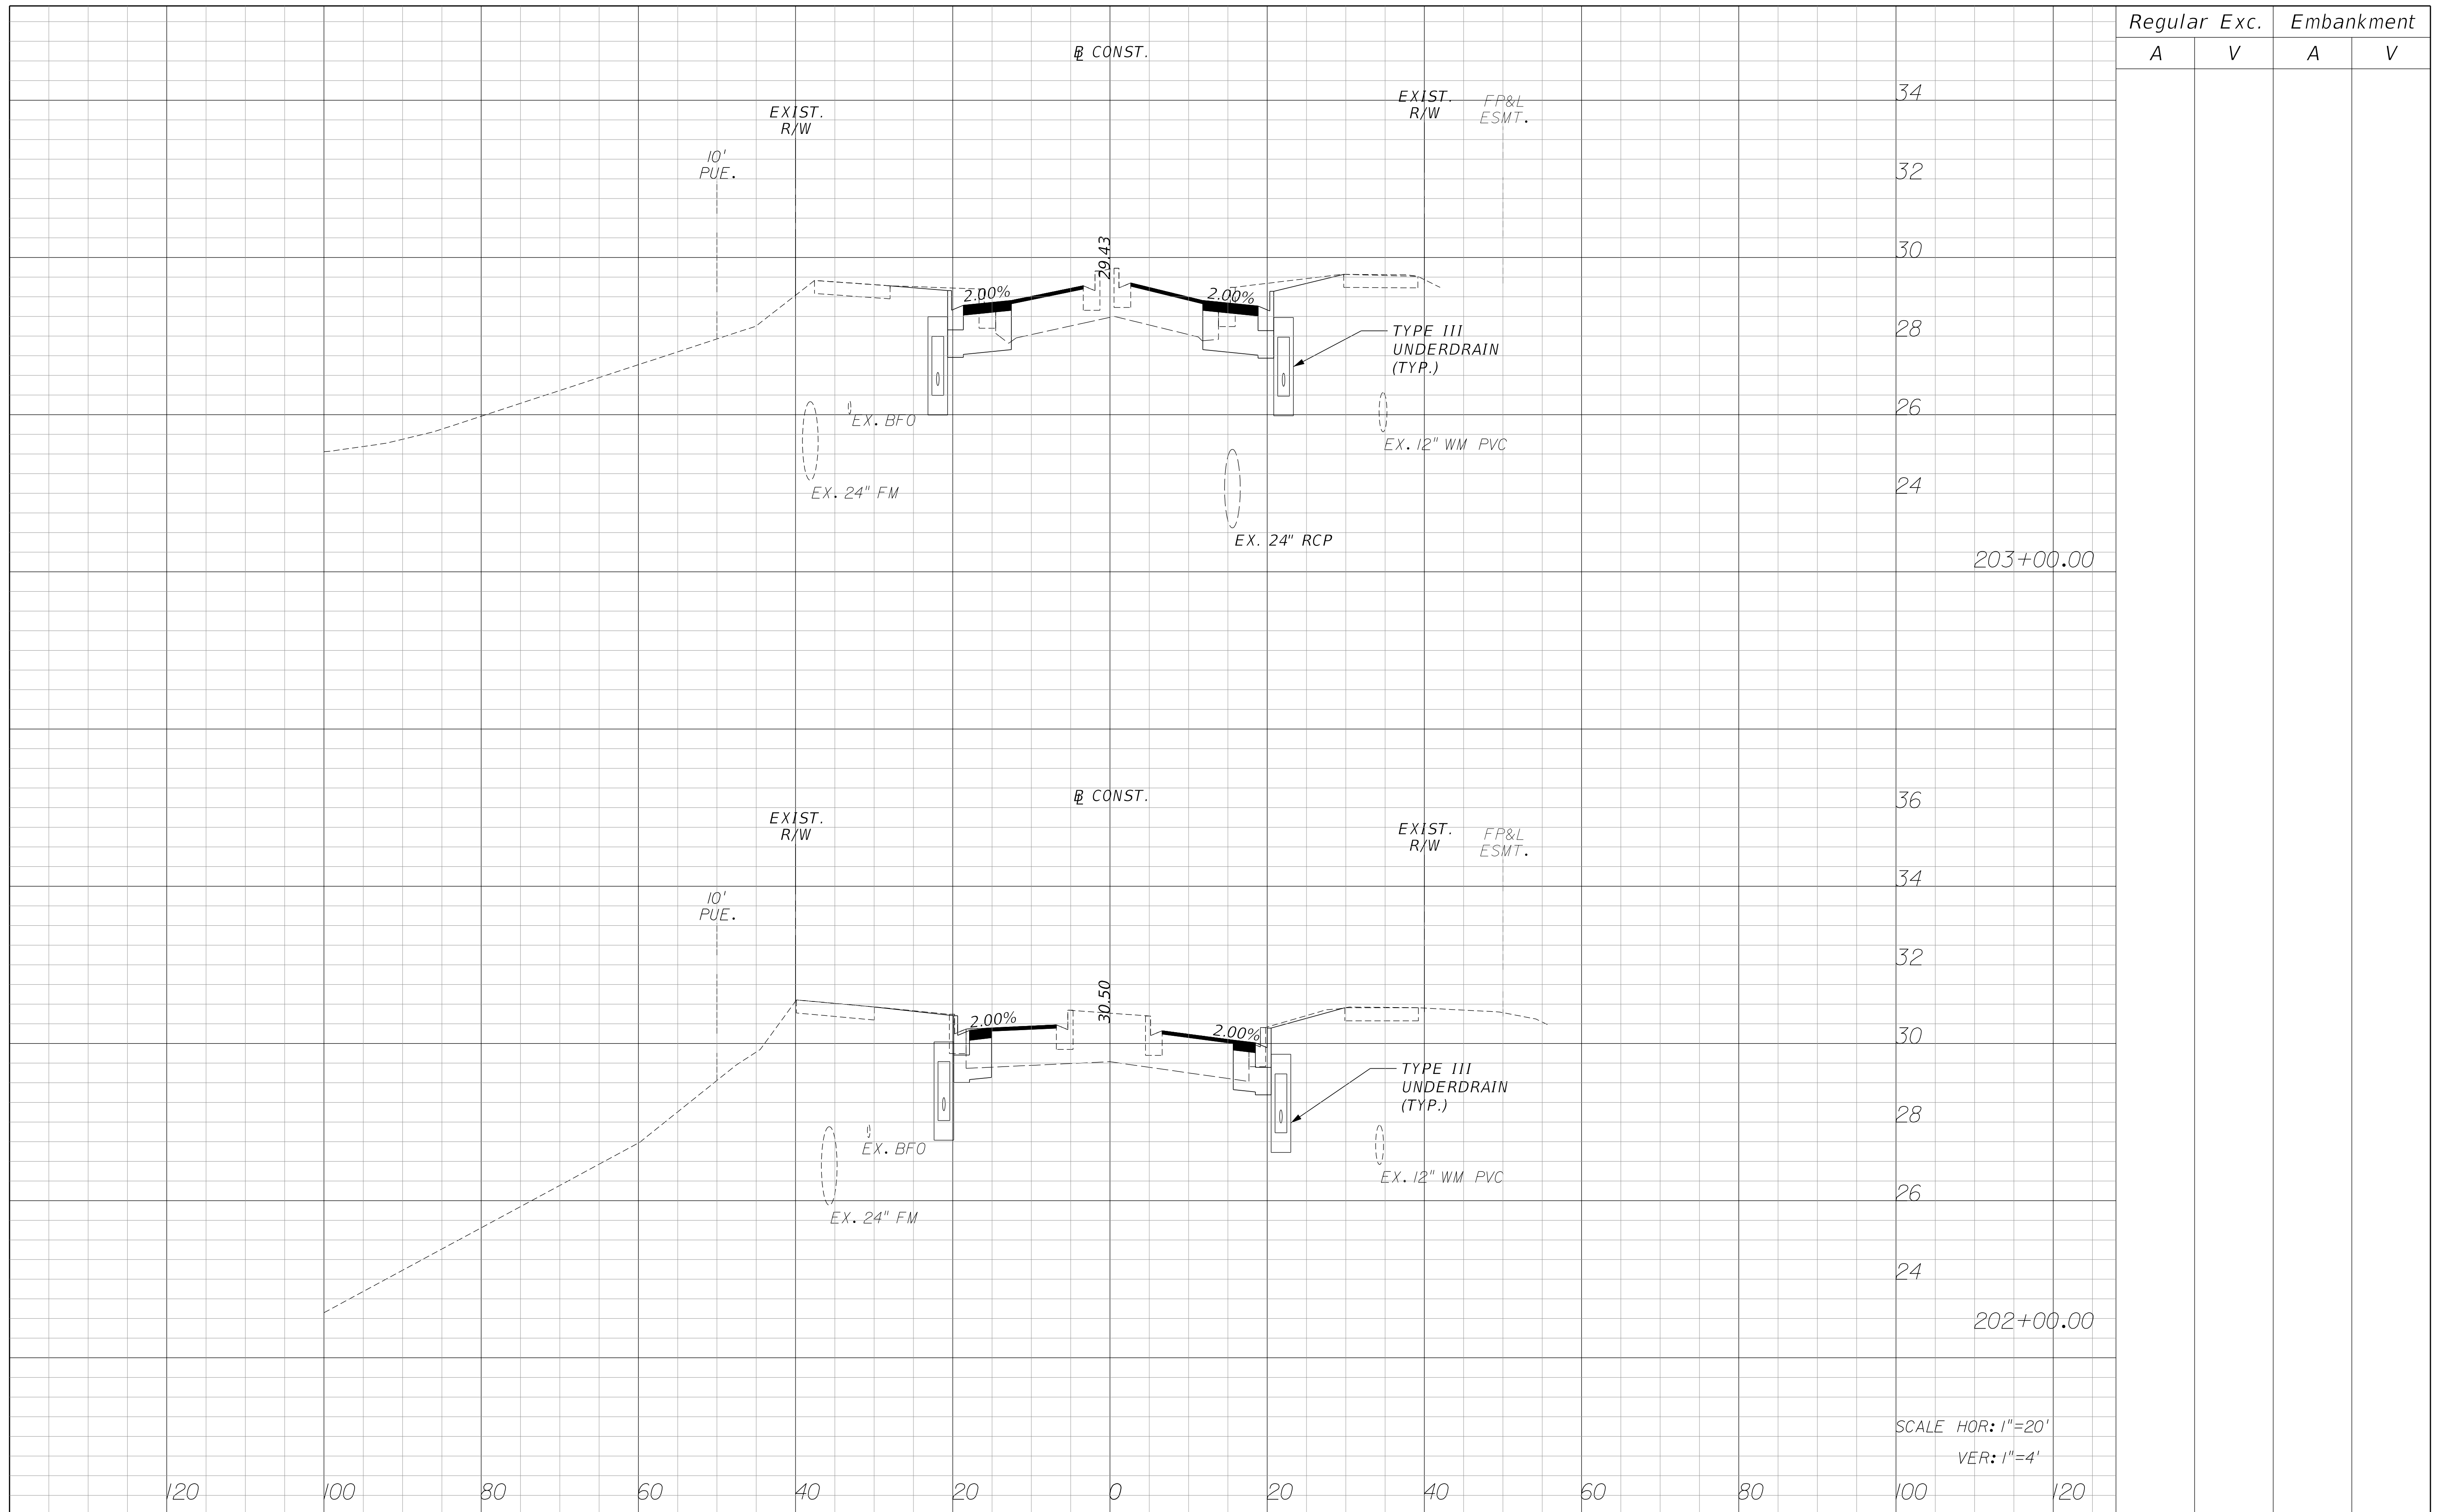 Regular Exc. Embankment
A V A V
BL CONST.
EXIST.
R/W
EXIST.
R/W
FP&L
ESMT.
10'
PUE.
34
32
30
28
26
24
29.43
2.00%
2.00%
TYPE III
UNDERDRAIN
(TYP.)
EX. BFO
EX. 24" FM
EX. 12" WM PVC
EX. 24" RCP
203+00.00
BL CONST.
EXIST.
R/W
EXIST.
R/W
FP&L
ESMT.
10'
PUE.
36
34
32
30
28
26
24
30.50
2.00%
2.00%
TYPE III
UNDERDRAIN
(TYP.)
EX. BFO
EX. 24" FM
EX. 12" WM PVC
202+00.00
SCALE HOR: 1"=20'
VER: 1"=4'
120 100 80 60 40 20 0 20 40 60 80 100 120